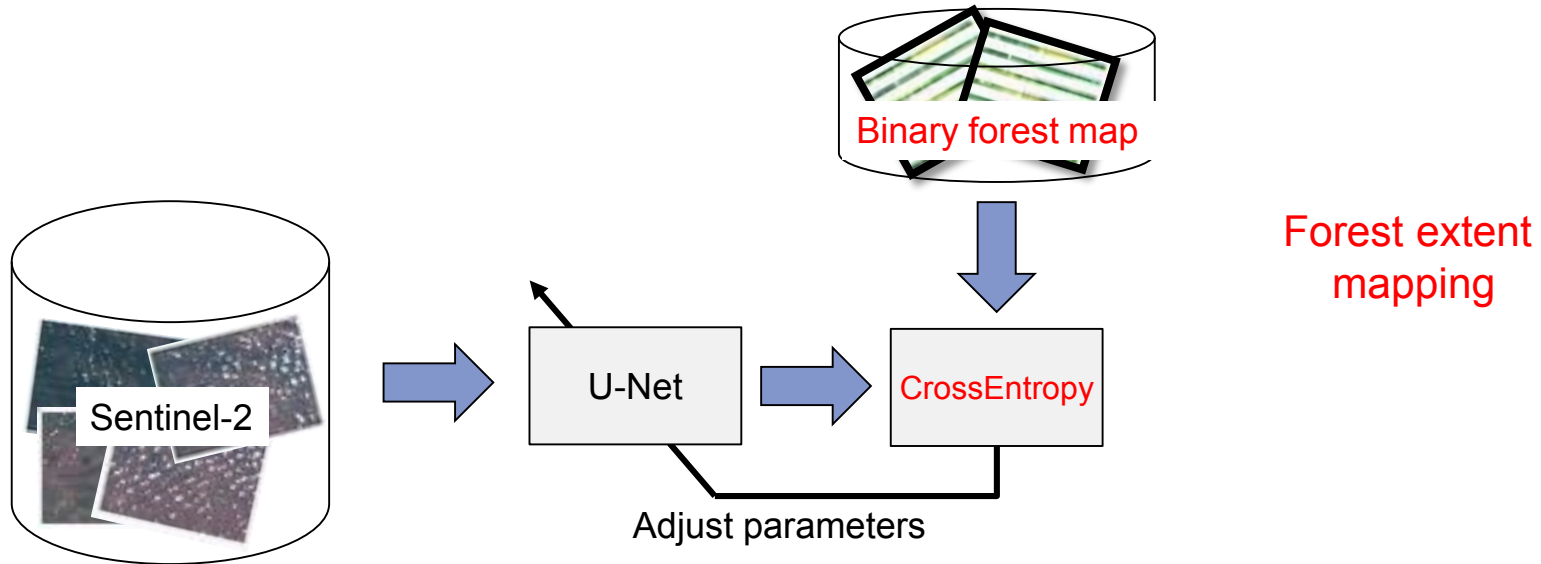 Binary forest map
Forest extent
mapping
Sentinel-2
U-Net
CrossEntropy
Adjust parameters